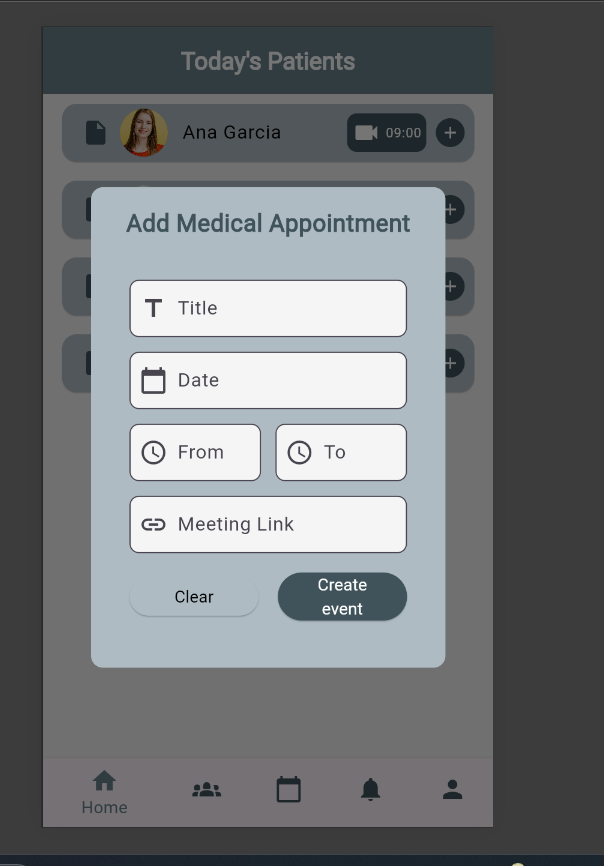 Today's Patients
Ana Garcia
09:00
Add Medical Appointment
Title
Date
From
To
Meeting Link
Clear
Create
event
Home